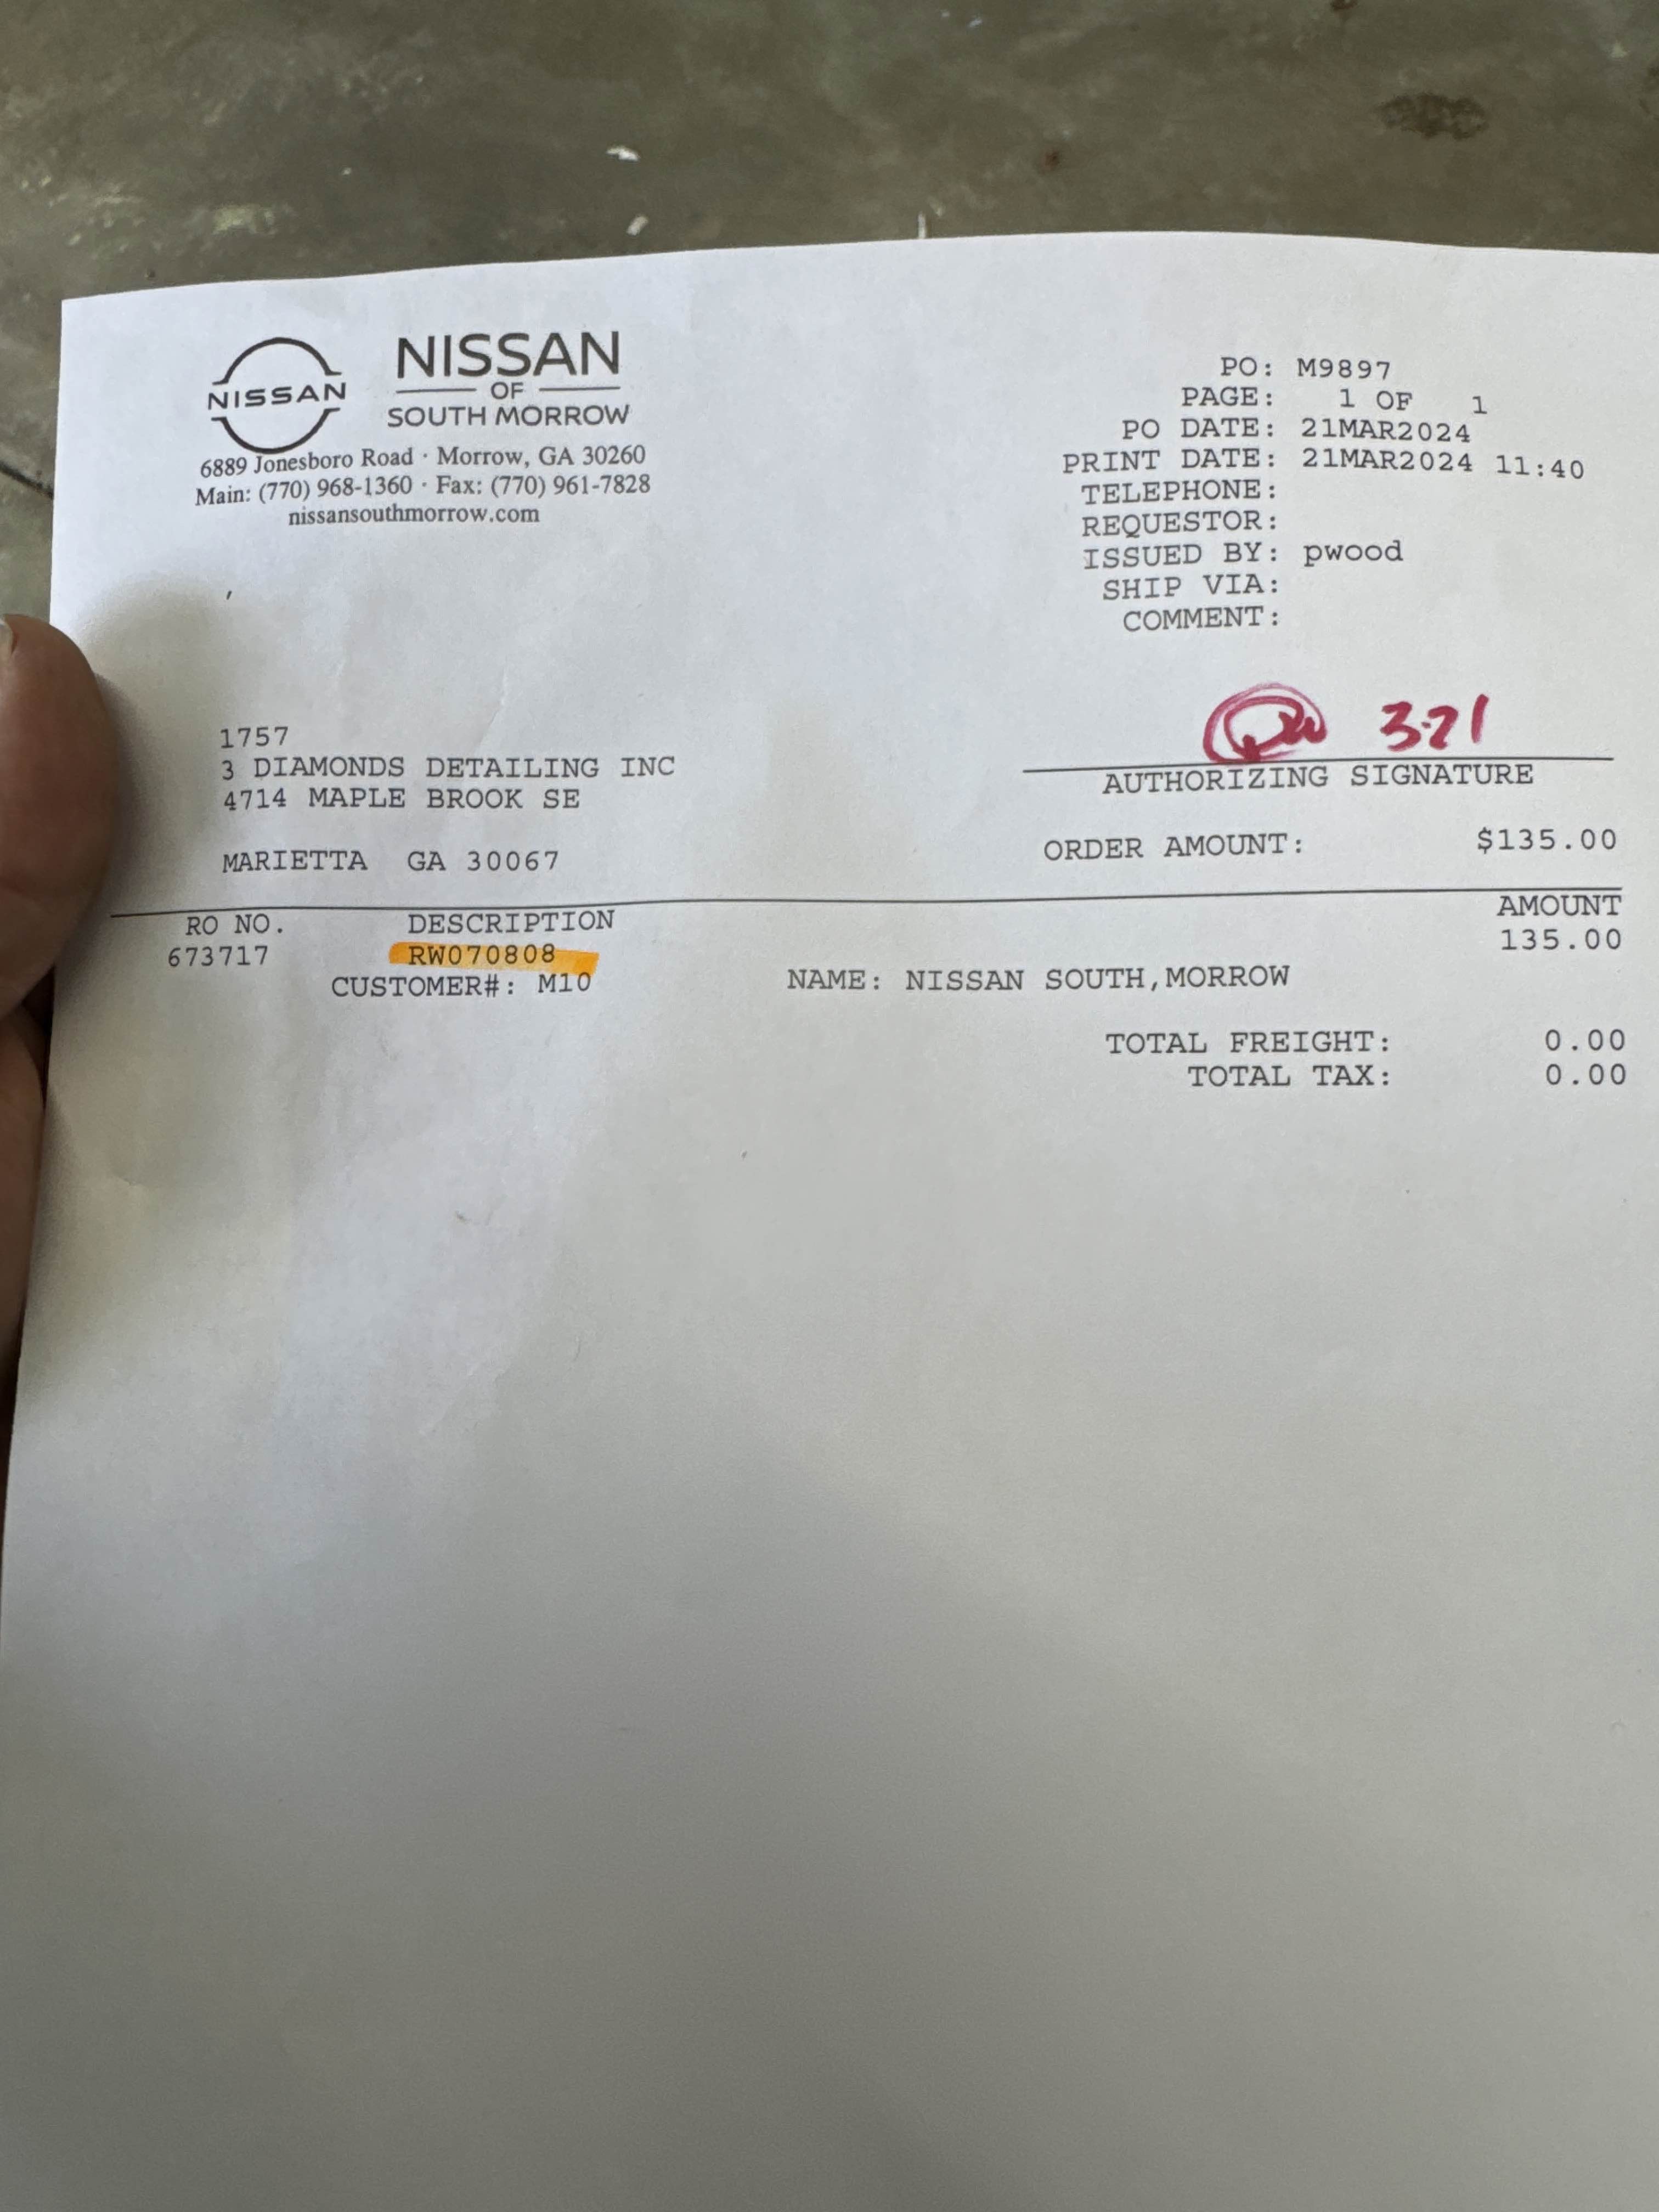 NISSAN
NISSAN
OF
SOUTH MORROW
6889 Jonesboro Road · Morrow, GA 30260
Main: (770) 968-1360 · Fax: (770) 961-7828
nissansouthmorrow.com
PO: M9897
PAGE: 1 OF 1
PO DATE: 21MAR2024
PRINT DATE: 21MAR2024 11:40
TELEPHONE:
REQUESTOR:
ISSUED BY: pwood
SHIP VIA:
COMMENT:
1757
3 DIAMONDS DETAILING INC
4714 MAPLE BROOK SE
MARIETTA GA 30067
3-21
AUTHORIZING SIGNATURE
ORDER AMOUNT: $135.00
RO NO. DESCRIPTION AMOUNT
673717 RW070808 135.00
CUSTOMER#: M10 NAME: NISSAN SOUTH,MORROW
TOTAL FREIGHT: 0.00
TOTAL TAX: 0.00